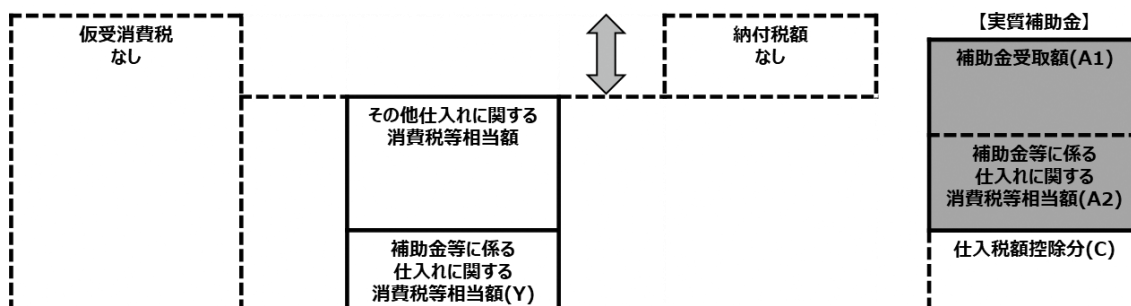 仮受消費税
なし
その他仕入れに関する
消費税等相当額
補助金等に係る
仕入れに関する
消費税等相当額(Y)
納付税額
なし
【実質補助金】
補助金受取額(A1)
補助金等に係る
仕入れに関する
消費税等相当額(A2)
仕入税額控除分(C)